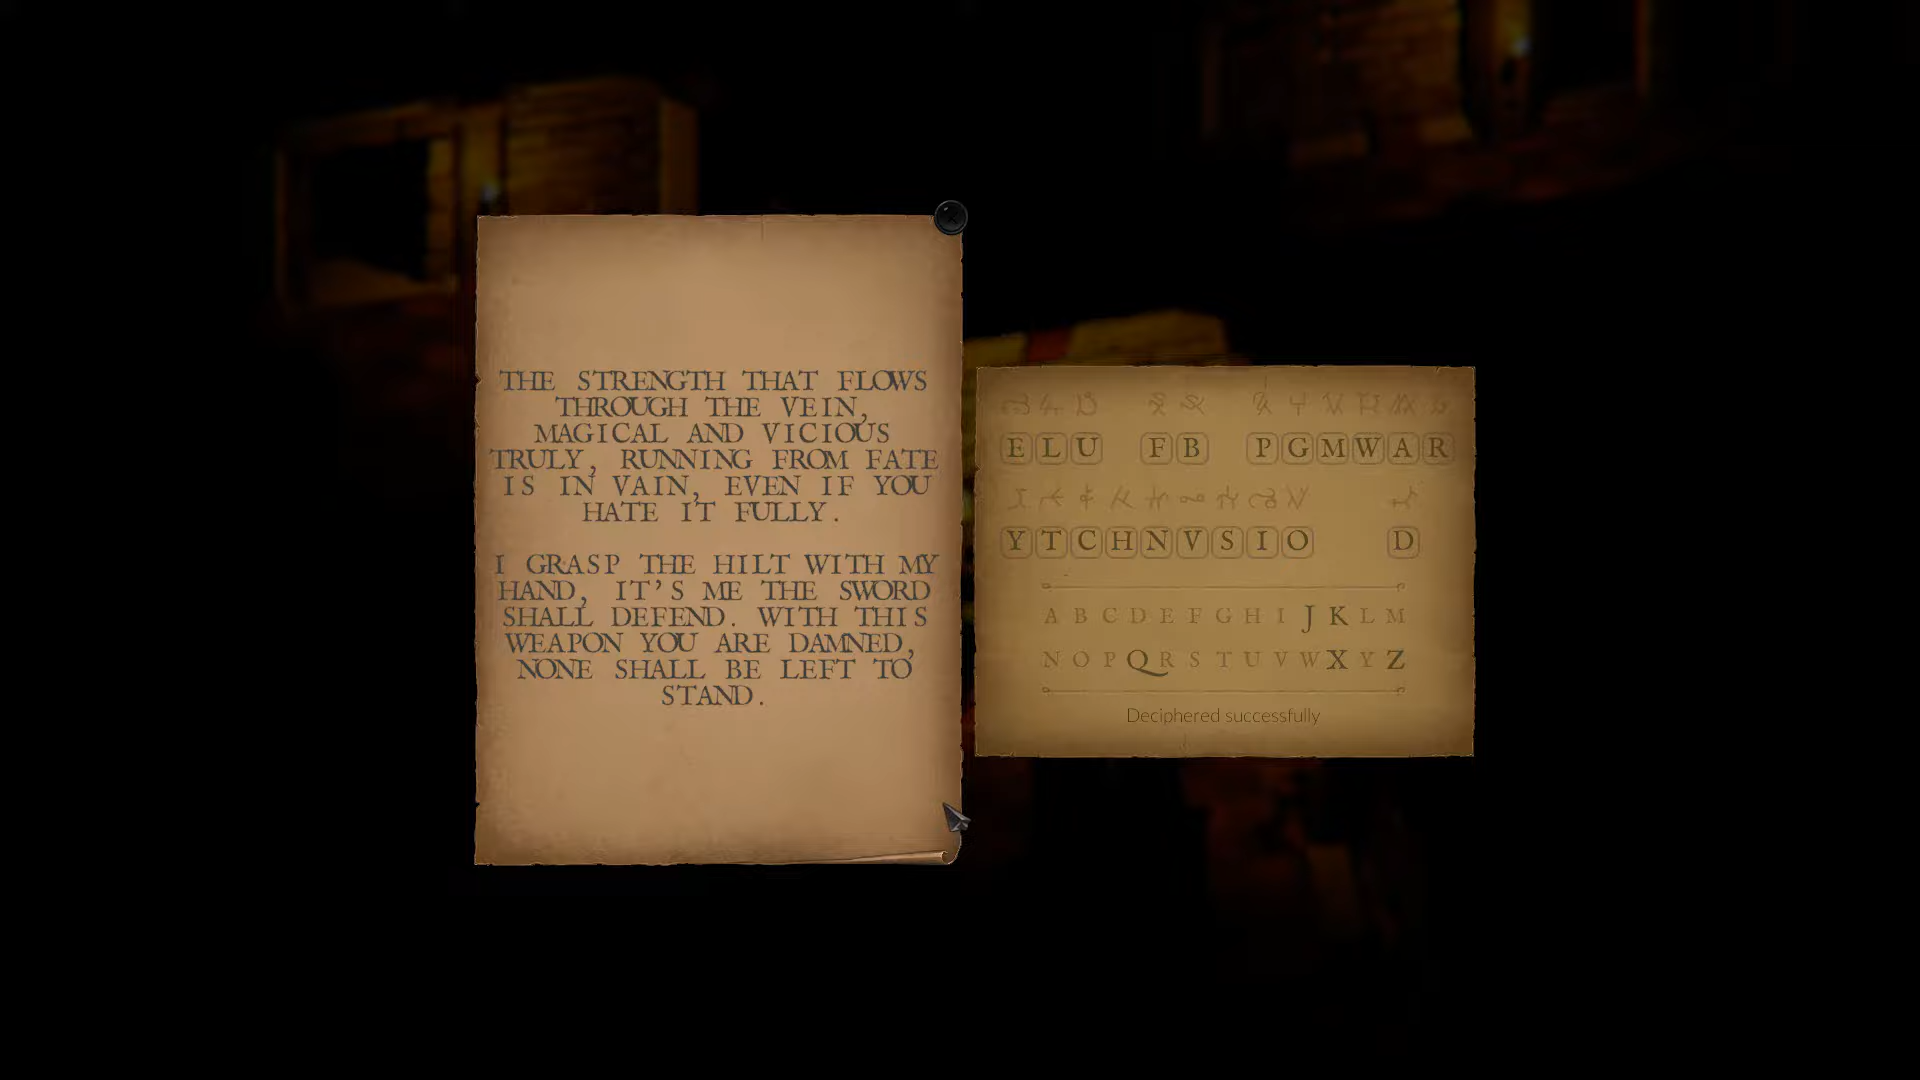 THE STRENGTH THAT FLOWS
THROUGH THE VEIN,
MAGICAL AND VICIOUS
TRULY, RUNNING FROM FATE
IS IN VAIN, EVEN IF YOU
HATE IT FULLY.
I GRASP THE HILT WITH MY
HAND, IT'S ME THE SWORD
SHALL DEFEND. WITH THIS
WEAPON YOU ARE DAMNED,
NONE SHALL BE LEFT TO
STAND.
E L U F B P G M W A R
Y T C H N V S I O D
A B C D E F G H I J K L M
N O P Q R S T U V W X Y Z
Deciphered successfully